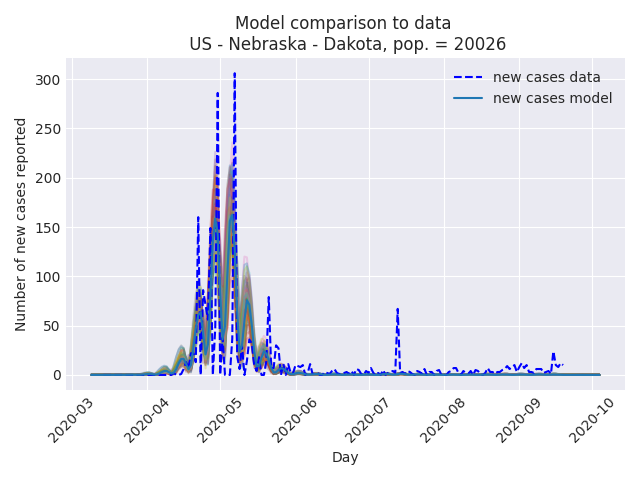 Model comparison to data
US - Nebraska - Dakota, pop. = 20026
new cases data
new cases model
Number of new cases reported
300
250
200
150
100
50
0
2020-03
2020-04
2020-05
2020-06
2020-07
2020-08
2020-09
2020-10
Day